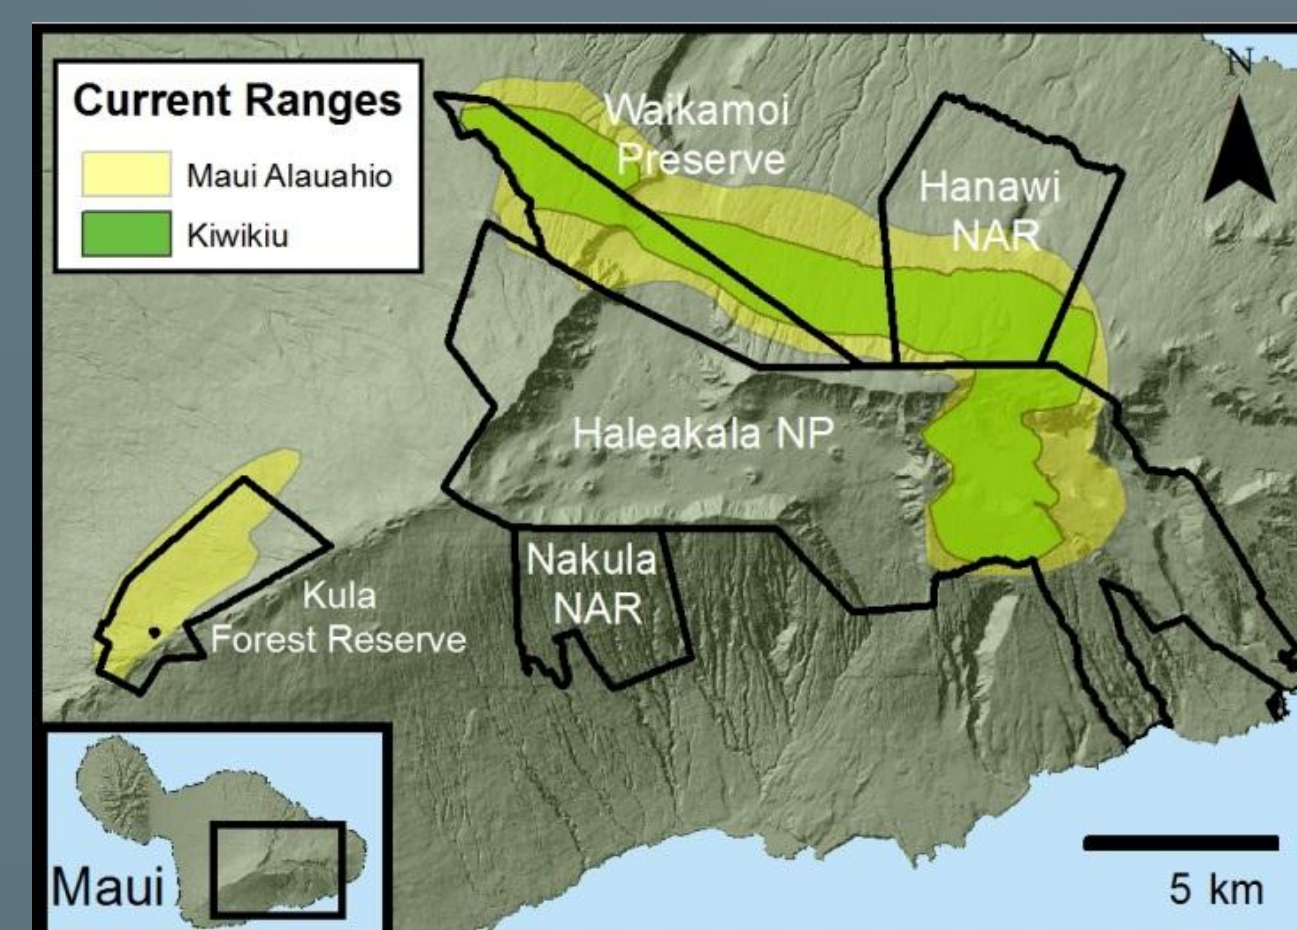 Current Ranges
Maui Alauahio
Kiwikiu
Waikamoi
Preserve
Hanawi
NAR
N
Haleakala NP
Nakula
NAR
Kula
Forest Reserve
Maui
5 km